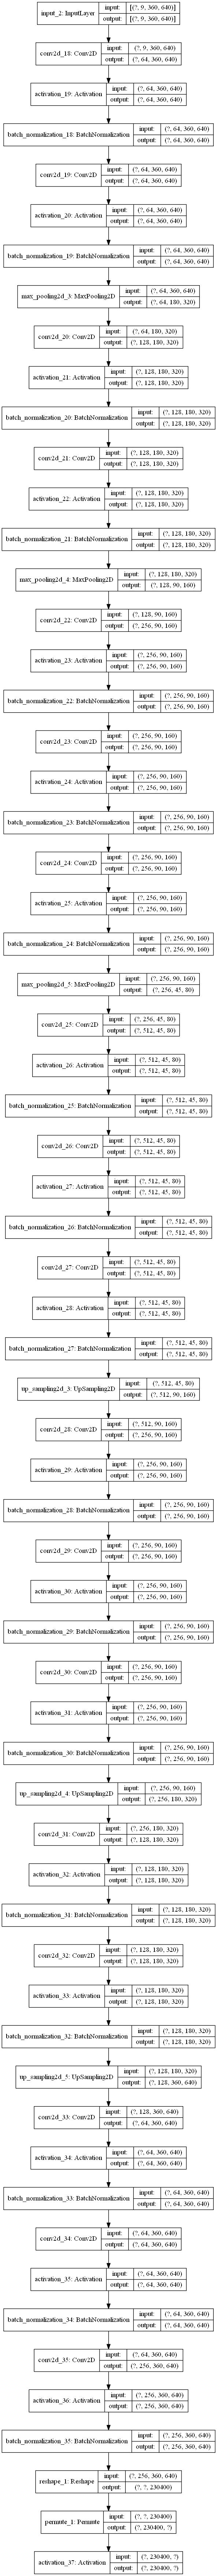 input_2: InputLayer input: [(?, 9, 360, 640)]
output: [(?, 9, 360, 640)]
conv2d_18: Conv2D input: (?, 9, 360, 640)
output: (?, 64, 360, 640)
activation_19: Activation input: (?, 64, 360, 640)
output: (?, 64, 360, 640)
batch_normalization_18: BatchNormalization input: (?, 64, 360, 640)
output: (?, 64, 360, 640)
conv2d_19: Conv2D input: (?, 64, 360, 640)
output: (?, 64, 360, 640)
activation_20: Activation input: (?, 64, 360, 640)
output: (?, 64, 360, 640)
batch_normalization_19: BatchNormalization input: (?, 64, 360, 640)
output: (?, 64, 360, 640)
max_pooling2d_3: MaxPooling2D input: (?, 64, 360, 640)
output: (?, 64, 180, 320)
conv2d_20: Conv2D input: (?, 64, 180, 320)
output: (?, 128, 180, 320)
activation_21: Activation input: (?, 128, 180, 320)
output: (?, 128, 180, 320)
batch_normalization_20: BatchNormalization input: (?, 128, 180, 320)
output: (?, 128, 180, 320)
conv2d_21: Conv2D input: (?, 128, 180, 320)
output: (?, 128, 180, 320)
activation_22: Activation input: (?, 128, 180, 320)
output: (?, 128, 180, 320)
batch_normalization_21: BatchNormalization input: (?, 128, 180, 320)
output: (?, 128, 180, 320)
max_pooling2d_4: MaxPooling2D input: (?, 128, 180, 320)
output: (?, 128, 90, 160)
conv2d_22: Conv2D input: (?, 128, 90, 160)
output: (?, 256, 90, 160)
activation_23: Activation input: (?, 256, 90, 160)
output: (?, 256, 90, 160)
batch_normalization_22: BatchNormalization input: (?, 256, 90, 160)
output: (?, 256, 90, 160)
conv2d_23: Conv2D input: (?, 256, 90, 160)
output: (?, 256, 90, 160)
activation_24: Activation input: (?, 256, 90, 160)
output: (?, 256, 90, 160)
batch_normalization_23: BatchNormalization input: (?, 256, 90, 160)
output: (?, 256, 90, 160)
conv2d_24: Conv2D input: (?, 256, 90, 160)
output: (?, 256, 90, 160)
activation_25: Activation input: (?, 256, 90, 160)
output: (?, 256, 90, 160)
batch_normalization_24: BatchNormalization input: (?, 256, 90, 160)
output: (?, 256, 90, 160)
max_pooling2d_5: MaxPooling2D input: (?, 256, 90, 160)
output: (?, 256, 45, 80)
conv2d_25: Conv2D input: (?, 256, 45, 80)
output: (?, 512, 45, 80)
activation_26: Activation input: (?, 512, 45, 80)
output: (?, 512, 45, 80)
batch_normalization_25: BatchNormalization input: (?, 512, 45, 80)
output: (?, 512, 45, 80)
conv2d_26: Conv2D input: (?, 512, 45, 80)
output: (?, 512, 45, 80)
activation_27: Activation input: (?, 512, 45, 80)
output: (?, 512, 45, 80)
batch_normalization_26: BatchNormalization input: (?, 512, 45, 80)
output: (?, 512, 45, 80)
conv2d_27: Conv2D input: (?, 512, 45, 80)
output: (?, 512, 45, 80)
activation_28: Activation input: (?, 512, 45, 80)
output: (?, 512, 45, 80)
batch_normalization_27: BatchNormalization input: (?, 512, 45, 80)
output: (?, 512, 45, 80)
up_sampling2d_3: UpSampling2D input: (?, 512, 45, 80)
output: (?, 512, 90, 160)
conv2d_28: Conv2D input: (?, 512, 90, 160)
output: (?, 256, 90, 160)
activation_29: Activation input: (?, 256, 90, 160)
output: (?, 256, 90, 160)
batch_normalization_28: BatchNormalization input: (?, 256, 90, 160)
output: (?, 256, 90, 160)
conv2d_29: Conv2D input: (?, 256, 90, 160)
output: (?, 256, 90, 160)
activation_30: Activation input: (?, 256, 90, 160)
output: (?, 256, 90, 160)
batch_normalization_29: BatchNormalization input: (?, 256, 90, 160)
output: (?, 256, 90, 160)
conv2d_30: Conv2D input: (?, 256, 90, 160)
output: (?, 256, 90, 160)
activation_31: Activation input: (?, 256, 90, 160)
output: (?, 256, 90, 160)
batch_normalization_30: BatchNormalization input: (?, 256, 90, 160)
output: (?, 256, 90, 160)
up_sampling2d_4: UpSampling2D input: (?, 256, 90, 160)
output: (?, 256, 180, 320)
conv2d_31: Conv2D input: (?, 256, 180, 320)
output: (?, 128, 180, 320)
activation_32: Activation input: (?, 128, 180, 320)
output: (?, 128, 180, 320)
batch_normalization_31: BatchNormalization input: (?, 128, 180, 320)
output: (?, 128, 180, 320)
conv2d_32: Conv2D input: (?, 128, 180, 320)
output: (?, 128, 180, 320)
activation_33: Activation input: (?, 128, 180, 320)
output: (?, 128, 180, 320)
batch_normalization_32: BatchNormalization input: (?, 128, 180, 320)
output: (?, 128, 180, 320)
up_sampling2d_5: UpSampling2D input: (?, 128, 180, 320)
output: (?, 128, 360, 640)
conv2d_33: Conv2D input: (?, 128, 360, 640)
output: (?, 64, 360, 640)
activation_34: Activation input: (?, 64, 360, 640)
output: (?, 64, 360, 640)
batch_normalization_33: BatchNormalization input: (?, 64, 360, 640)
output: (?, 64, 360, 640)
conv2d_34: Conv2D input: (?, 64, 360, 640)
output: (?, 64, 360, 640)
activation_35: Activation input: (?, 64, 360, 640)
output: (?, 64, 360, 640)
batch_normalization_34: BatchNormalization input: (?, 64, 360, 640)
output: (?, 64, 360, 640)
conv2d_35: Conv2D input: (?, 64, 360, 640)
output: (?, 256, 360, 640)
activation_36: Activation input: (?, 256, 360, 640)
output: (?, 256, 360, 640)
batch_normalization_35: BatchNormalization input: (?, 256, 360, 640)
output: (?, 256, 360, 640)
reshape_1: Reshape input: (?, 256, 360, 640)
output: (?, ?, 230400)
permute_1: Permute input: (?, ?, 230400)
output: (?, 230400, ?)
activation_37: Activation input: (?, 230400, ?)
output: (?, 230400, ?)